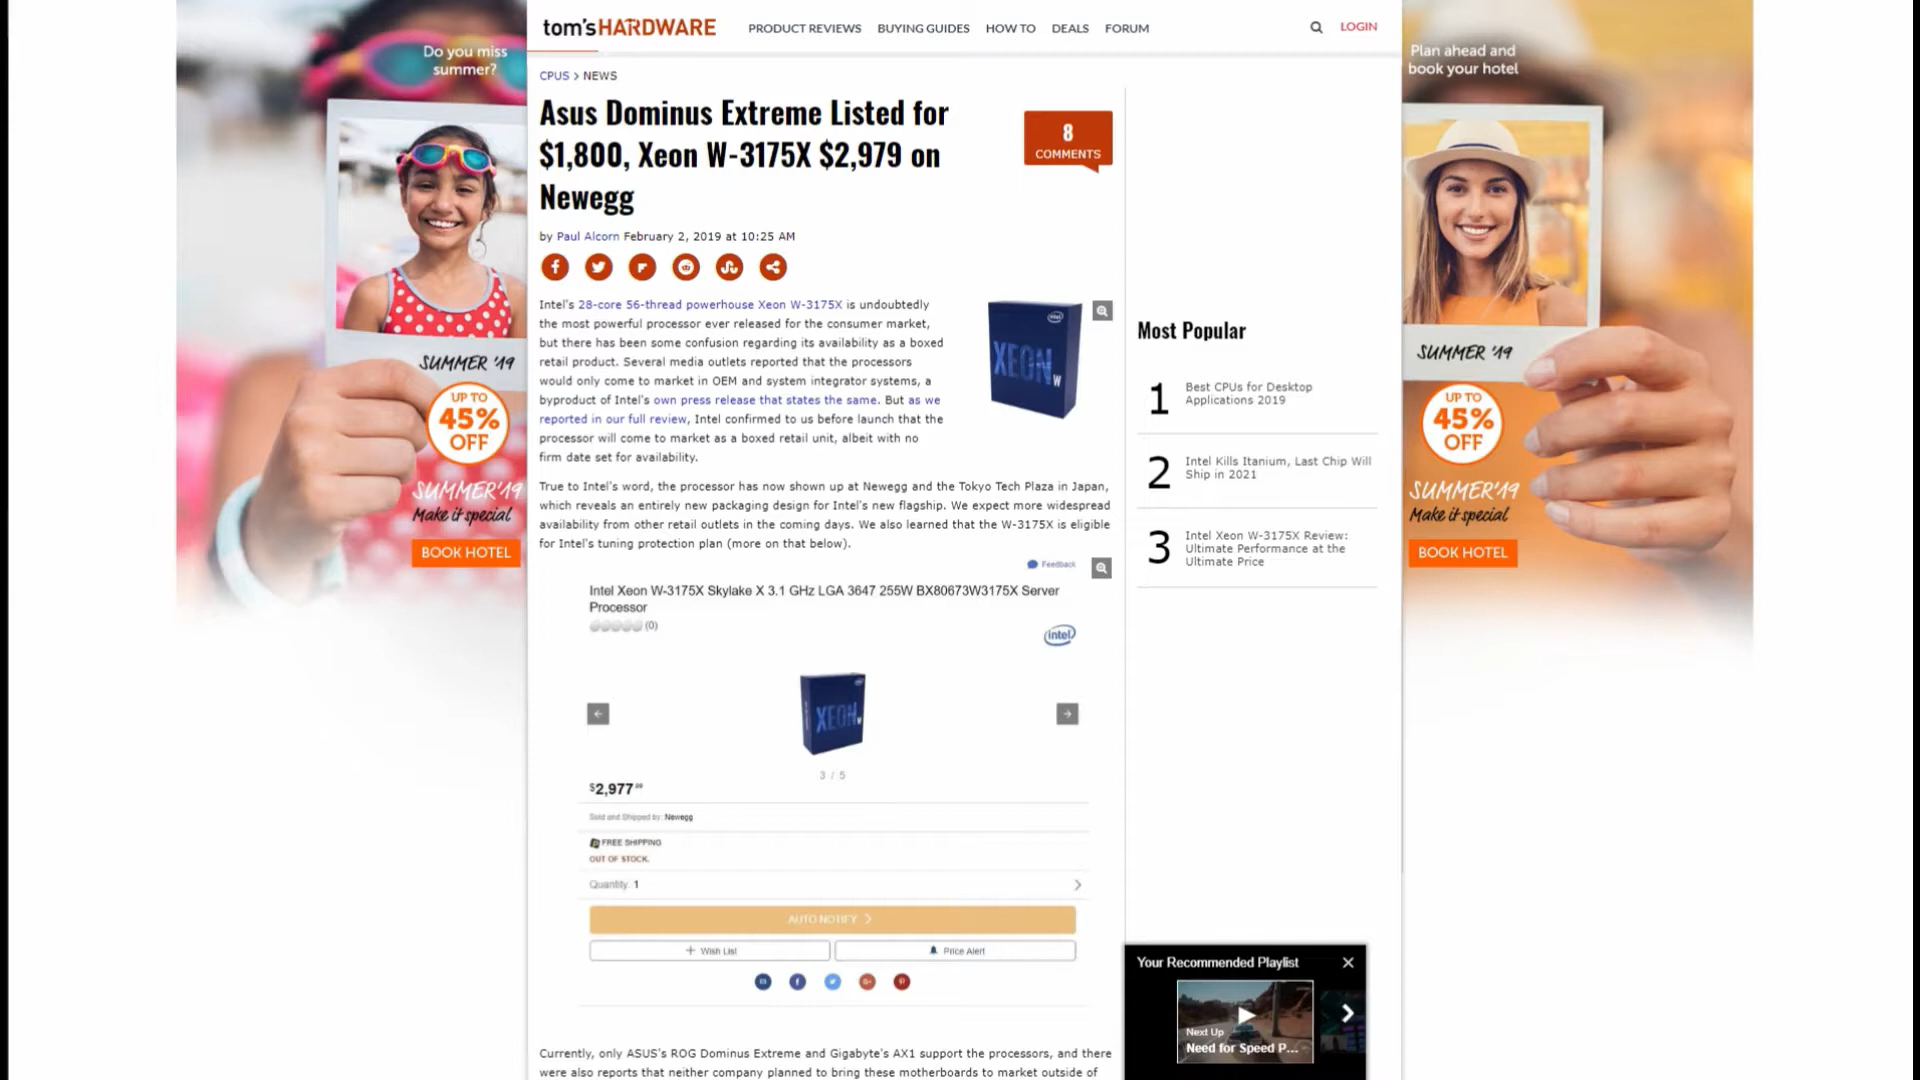 tom's HARDWARE
PRODUCT REVIEWS
BUYING GUIDES
HOW TO
DEALS
FORUM
LOGIN
Do you miss
summer?
SUMMER '19
UP TO
45%
OFF
SUMMER'19
Make it special
BOOK HOTEL
CPUS > NEWS
Asus Dominus Extreme Listed for
$1,800, Xeon W-3175X $2,979 on
Newegg
8
COMMENTS
by Paul Alcorn February 2, 2019 at 10:25 AM
Intel's 28-core 56-thread powerhouse Xeon W-3175X is undoubtedly
the most powerful processor ever released for the consumer market,
but there has been some confusion regarding its availability as a boxed
retail product. Several media outlets reported that the processors
would only come to market in OEM and system integrator systems, a
byproduct of Intel's own press release that states the same. But as we
reported in our full review, Intel confirmed to us before launch that the
processor will come to market as a boxed retail unit, albeit with no
firm date set for availability.
intel
XEON W
True to Intel's word, the processor has now shown up at Newegg and the Tokyo Tech Plaza in Japan,
which reveals an entirely new packaging design for Intel's new flagship. We expect more widespread
availability from other retail outlets in the coming days. We also learned that the W-3175X is eligible
for Intel's tuning protection plan (more on that below).
Feedback
Intel Xeon W-3175X Skylake X 3.1 GHz LGA 3647 255W BX80673W3175X Server
Processor
(0)
intel
XEON W
3 / 5
$2,977.99
Sold and Shipped by: Newegg
FREE SHIPPING
OUT OF STOCK.
Quantity: 1
AUTO NOTIFY >
+ Wish List
Price Alert
Currently, only ASUS's ROG Dominus Extreme and Gigabyte's AX1 support the processors, and there
were also reports that neither company planned to bring these motherboards to market outside of
Most Popular
1
Best CPUs for Desktop
Applications 2019
2
Intel Kills Itanium, Last Chip Will
Ship in 2021
3
Intel Xeon W-3175X Review:
Ultimate Performance at the
Ultimate Price
Your Recommended Playlist
Next Up
Need for Speed P...
Plan ahead and
book your hotel
SUMMER '19
UP TO
45%
OFF
SUMMER'19
Make it special
BOOK HOTEL